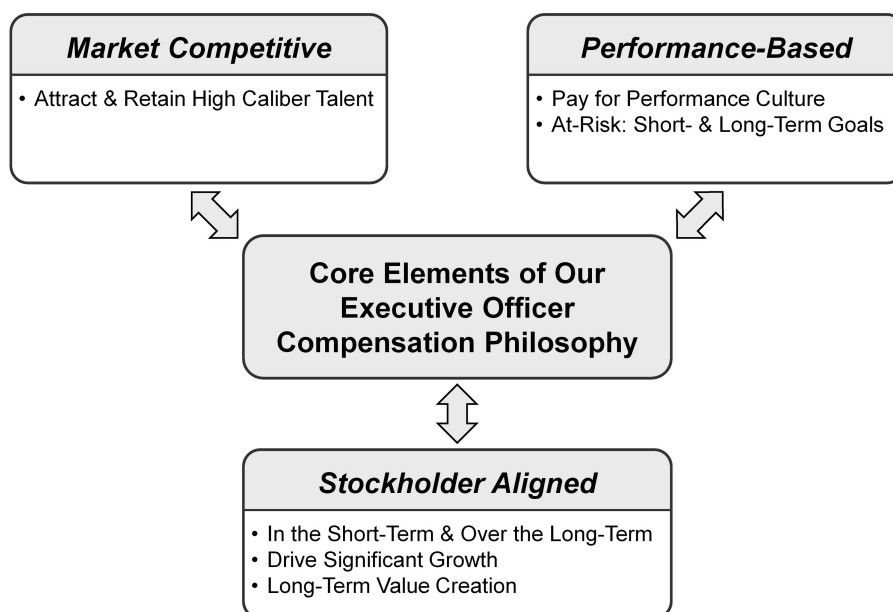 Market Competitive
• Attract & Retain High Caliber Talent
Performance-Based
• Pay for Performance Culture
• At-Risk: Short- & Long-Term Goals
Core Elements of Our
Executive Officer
Compensation Philosophy
Stockholder Aligned
• In the Short-Term & Over the Long-Term
• Drive Significant Growth
• Long-Term Value Creation